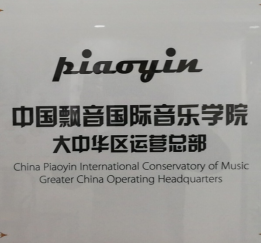 piaoyin
中国飘音国际音乐学院
大中华区运营总部
China Piaoyin International Conservatory of Music
Greater China Operating Headquarters